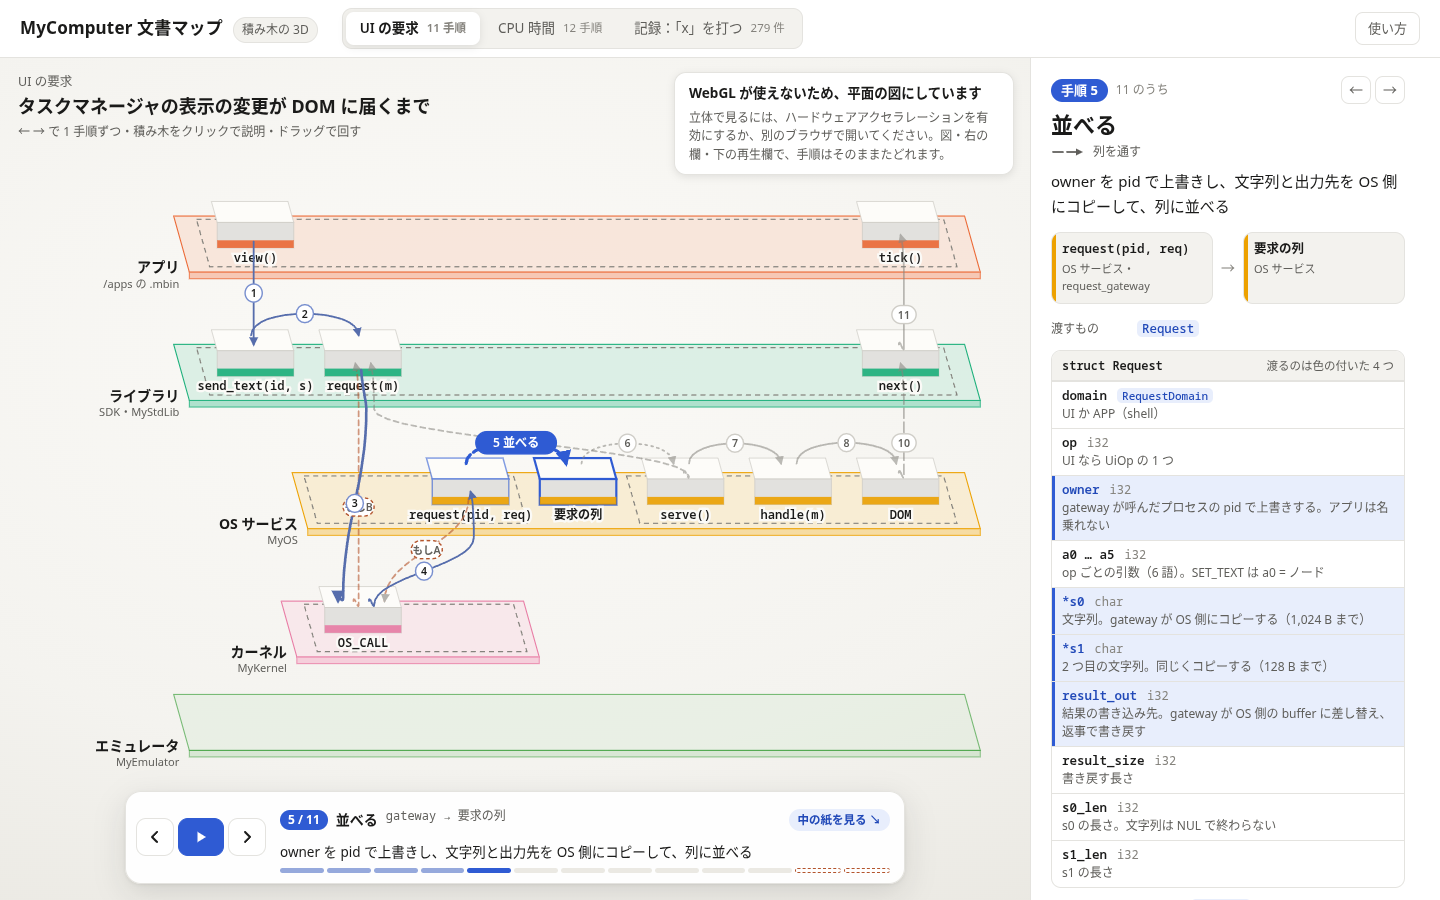 MyComputer 文書マップ 積み木の 3D
UI の要求 11 手順
CPU 時間 12 手順
記録：「x」を打つ 279 件
使い方
UI の要求
タスクマネージャの表示の変更が DOM に届くまで
←→ で 1 手順ずつ・積み木をクリックで説明・ドラッグで回す
WebGL が使えないため、平面の図にしています
立体で見るには、ハードウェアアクセラレーションを有
効にするか、別のブラウザで開いてください。図・右の
欄・下の再生欄で、手順はそのままたどれます。
view()
tick()
アプリ
/apps の .mbin
1
2
11
send_text(id, s)
request(m)
next()
ライブラリ
SDK・MyStdLib
5 並べる
6
7
8
10
3
B
request(pid, req)
要求の列
serve()
handle(m)
DOM
OS サービス
MyOS
もしA
4
OS_CALL
カーネル
MyKernel
エミュレータ
MyEmulator
5 / 11
並べる
gateway → 要求の列
中の紙を見る ↘
owner を pid で上書きし、文字列と出力先を OS 側にコピーして、列に並べる
手順 5
11 のうち
←
→
並べる
列を通す
owner を pid で上書きし、文字列と出力先を OS 側
にコピーして、列に並べる
request(pid, req)
OS サービス・
request_gateway
→
要求の列
OS サービス
渡すもの
Request
struct Request
渡るのは色の付いた 4 つ
domain RequestDomain
UI か APP（shell）
op i32
UI なら UiOp の 1 つ
owner i32
gateway が呼んだプロセスの pid で上書きする。アプリは名
乗れない
a0 … a5 i32
op ごとの引数（6 語）。SET_TEXT は a0 = ノード
*s0 char
文字列。gateway が OS 側にコピーする（1,024 B まで）
*s1 char
2 つ目の文字列。同じくコピーする（128 B まで）
result_out i32
結果の書き込み先。gateway が OS 側の buffer に差し替え、
返事で書き戻す
result_size i32
書き戻す長さ
s0_len i32
s0 の長さ。文字列は NUL で終わらない
s1_len i32
s1 の長さ